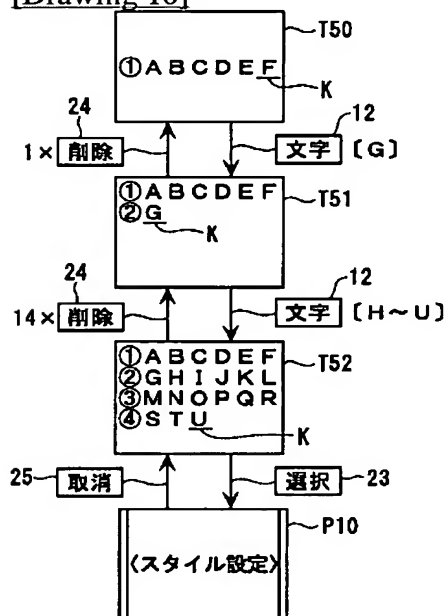 [Drawing 10]
T50
①ABCDEF
K
24
1× 削除
12
文字 〔G〕
①ABCDEF
②G
T51
K
24
14× 削除
12
文字 〔H~U〕
①ABCDEF
②GHIJKL
③MNOPQR
④STU
T52
K
25 取消
選択 23
P10
〈スタイル設定〉